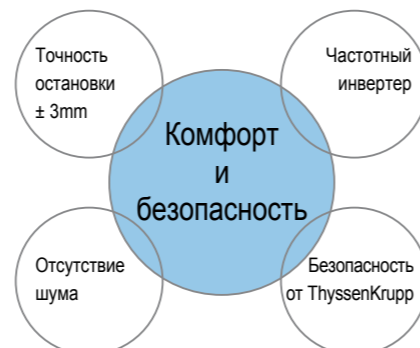 Точность
остановки
± 3mm
Частотный
инвертер
Комфорт
и
безопасность
Отсутствие
шума
Безопасность
от ThyssenKrupp